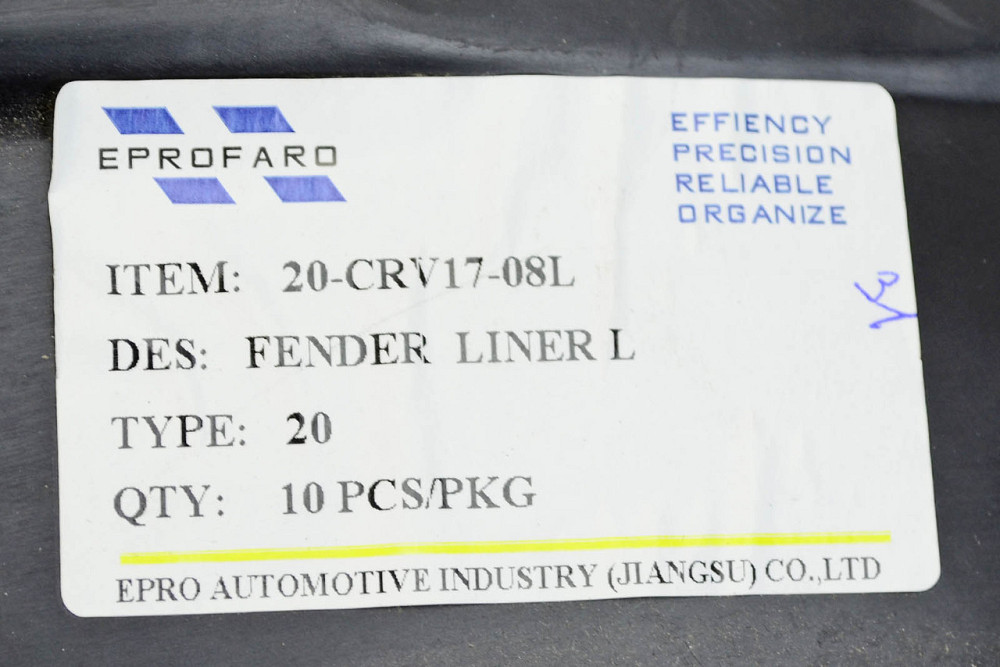 EPROFARO
EFFIENCY
PRECISION
RELIABLE
ORGANIZE
ITEM: 20-CRV17-08L
DES: FENDER LINER L
TYPE: 20
QTY: 10 PCS/PKG
EPRO AUTOMOTIVE INDUSTRY (JIANGSU) CO.,LTD